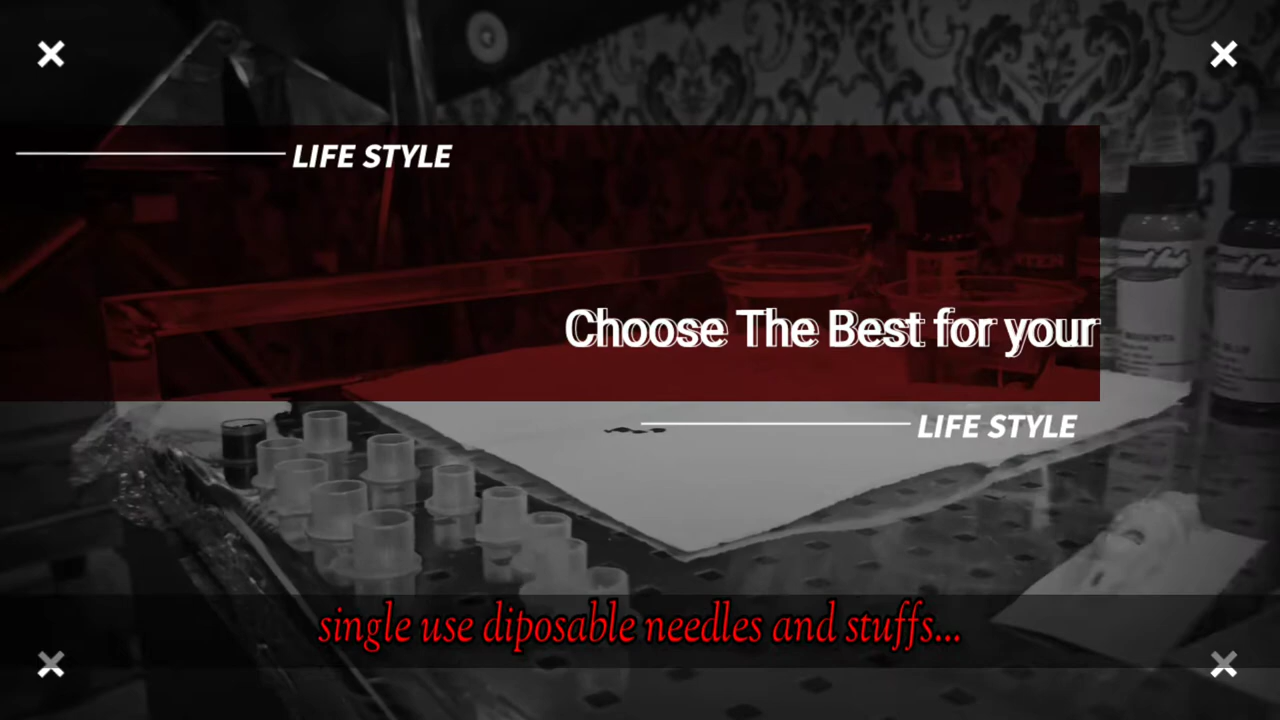 LIFE STYLE
Choose The Best for your
LIFE STYLE
single use diposable needles and stuffs...